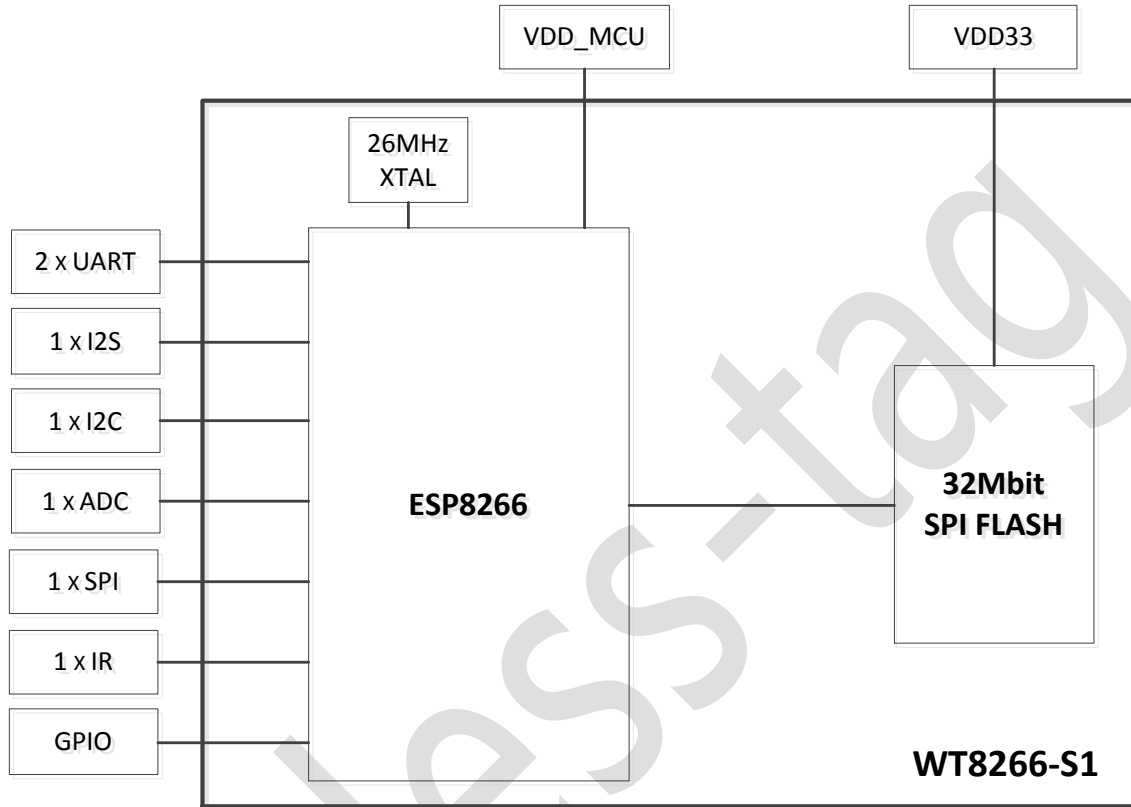 VDD_MCU
VDD33
26MHz
XTAL
2 x UART
1 x I2S
1 x I2C
1 x ADC
1 x SPI
1 x IR
GPIO
ESP8266
32Mbit
SPI FLASH
WT8266-S1
less-tag